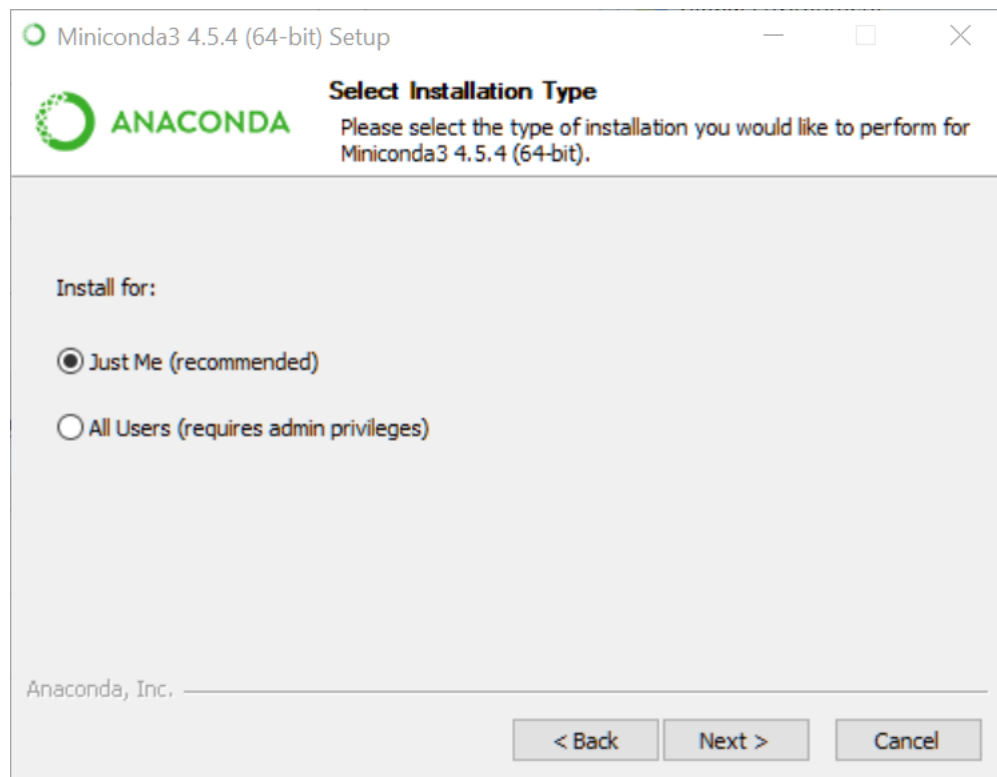 Miniconda3 4.5.4 (64-bit) Setup
ANACONDA
Select Installation Type
Please select the type of installation you would like to perform for
Miniconda3 4.5.4 (64-bit).
Install for:
Just Me (recommended)
All Users (requires admin privileges)
Anaconda, Inc.
< Back
Next >
Cancel